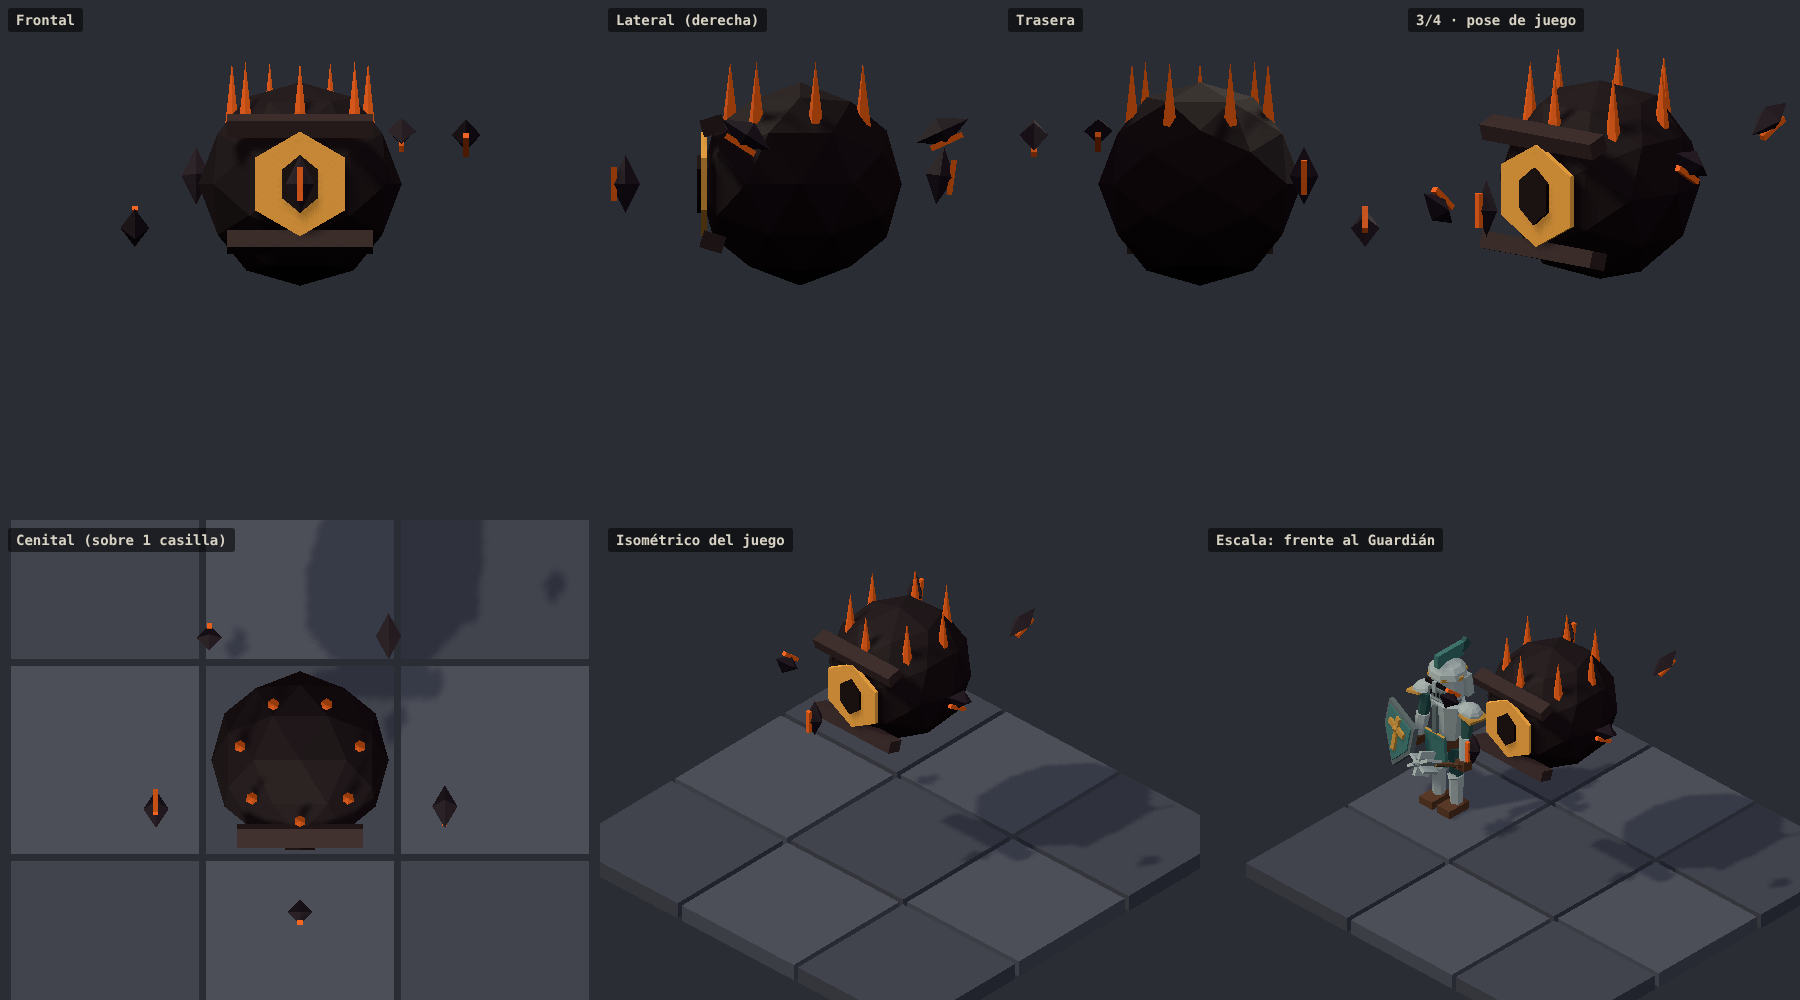 Frontal
Lateral (derecha)
Trasera
3/4 · pose de juego
Cenital (sobre 1 casilla)
Isométrico del juego
Escala: frente al Guardián